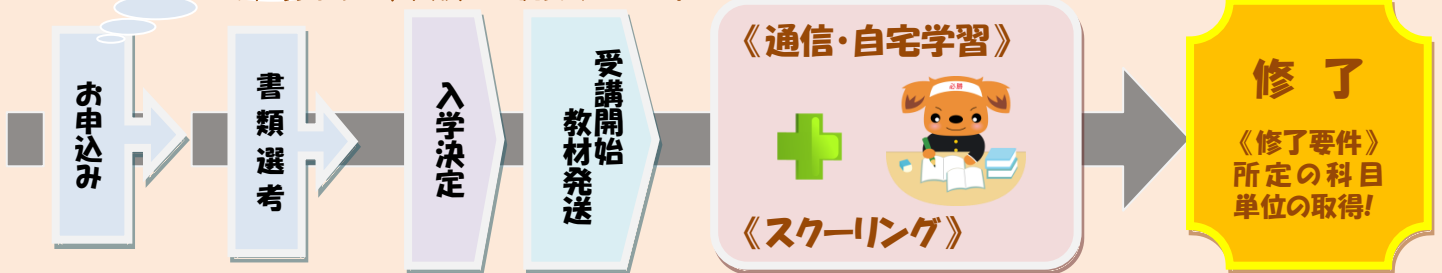 お申込み
書類選考
入学決定
受講開始
教材発送
《通信・自宅学習》
必勝
《スクーリング》
修了
《修了要件》
所定の科目
単位の取得!